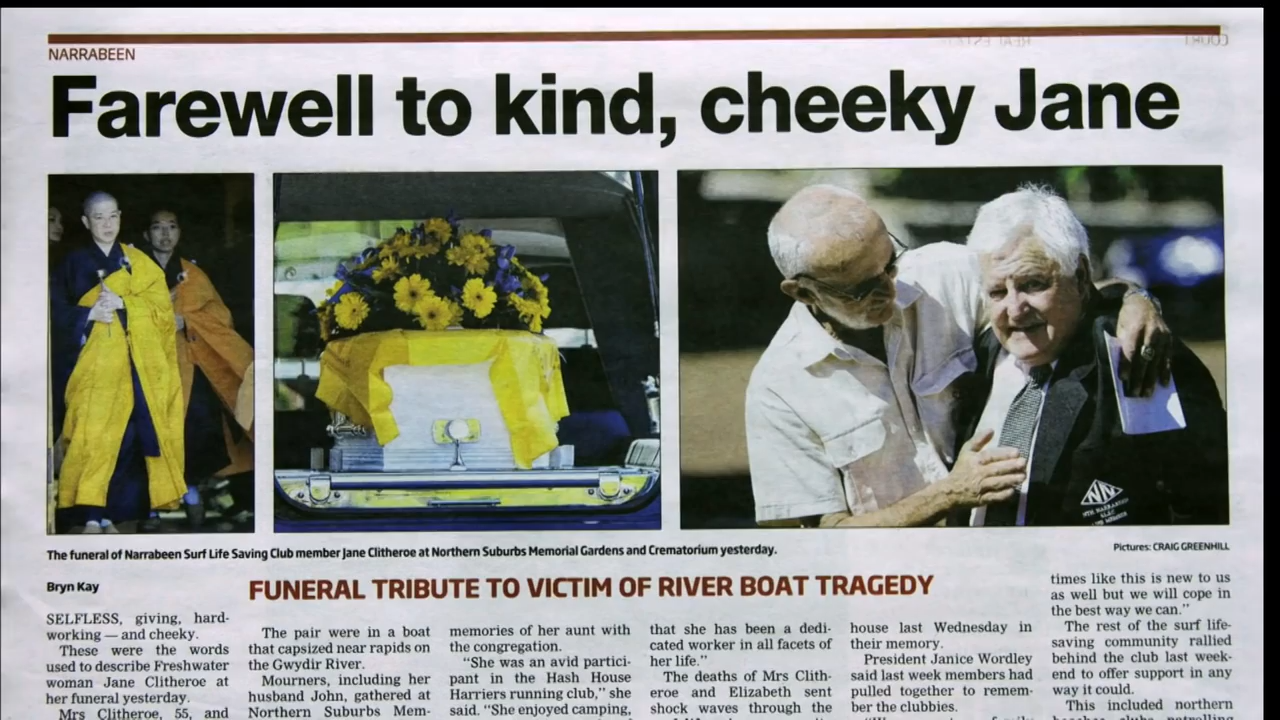 NARRABEEN
Farewell to kind, cheeky Jane
NTH NARRABEEN
The funeral of Narrabeen Surf Life Saving Club member Jane Clitheroe at Northern Suburbs Memorial Gardens and Crematorium yesterday.
Pictures: CRAIG GREENHILL
Bryn Kay
FUNERAL TRIBUTE TO VICTIM OF RIVER BOAT TRAGEDY
SELFLESS, giving, hard-
working — and cheeky.
These were the words
used to describe Freshwater
woman Jane Clitheroe at
her funeral yesterday.
Mrs Clitheroe, 55, and
The pair were in a boat
that capsized near rapids on
the Gwydir River.
Mourners, including her
husband John, gathered at
Northern Suburbs Mem-
memories of her aunt with
the congregation.
"She was an avid partici-
pant in the Hash House
Harriers running club," she
said. "She enjoyed camping,
that she has been a dedi-
cated worker in all facets of
her life."
The deaths of Mrs Clith-
eroe and Elizabeth sent
shock waves through the
house last Wednesday in
their memory.
President Janice Wordley
said last week members had
pulled together to remem-
ber the clubbies.
times like this is new to us
as well but we will cope in
the best way we can."
The rest of the surf life-
saving community rallied
behind the club last week-
end to offer support in any
way it could.
This included northern